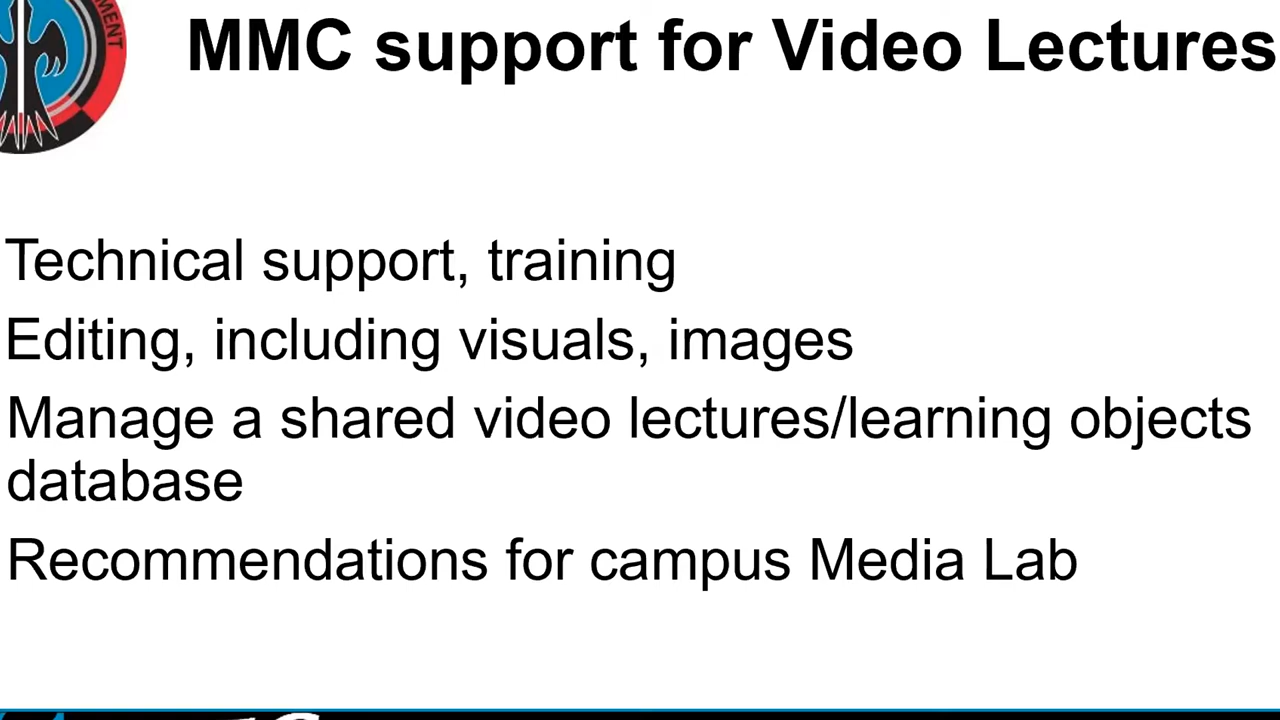 MMC support for Video Lectures
Technical support, training
Editing, including visuals, images
Manage a shared video lectures/learning objects
database
Recommendations for campus Media Lab